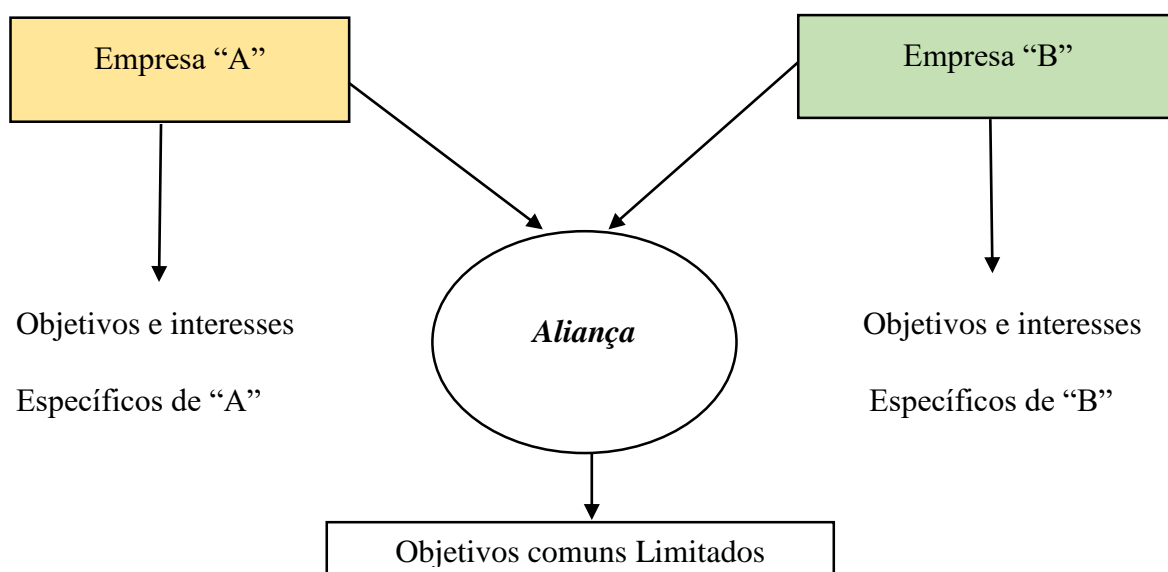 Empresa “A”
Empresa “B”
Aliança
Objetivos e interesses
Específicos de “A”
Objetivos e interesses
Específicos de “B”
Objetivos comuns Limitados